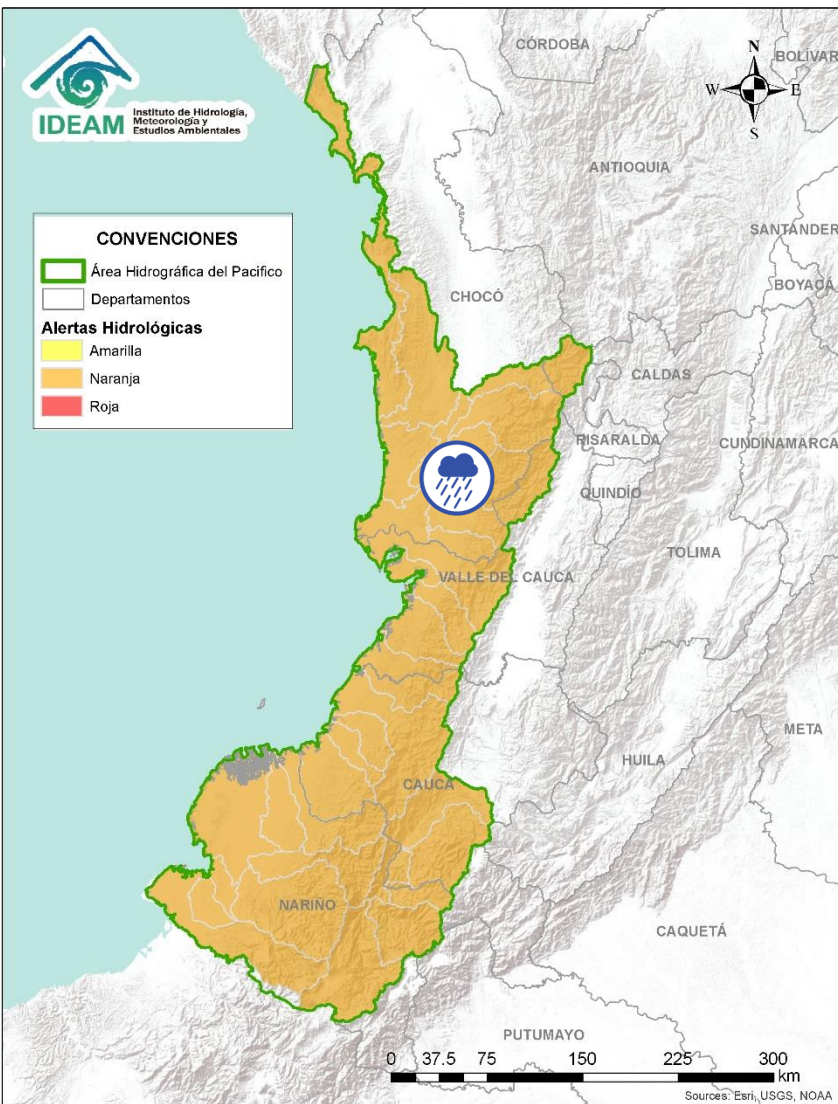 IDEAM
Instituto de Hidrología,
Meteorología y
Estudios Ambientales
N
W E
S
CÓRDOBA
BOLÍVAR
ANTIOQUIA
SANTANDER
BOYACÁ
CHOCÓ
CALDAS
RISARALDA
CUNDINAMARCA
QUINDÍO
TOLIMA
VALLE DEL CAUCA
META
HUILA
CAUCA
NARIÑO
CAQUETÁ
PUTUMAYO
CONVENCIONES
Área Hidrográfica del Pacifico
Departamentos
Alertas Hidrológicas
Amarilla
Naranja
Roja
0 37.5 75 150 225 300
km
Sources: Esri, USGS, NOAA